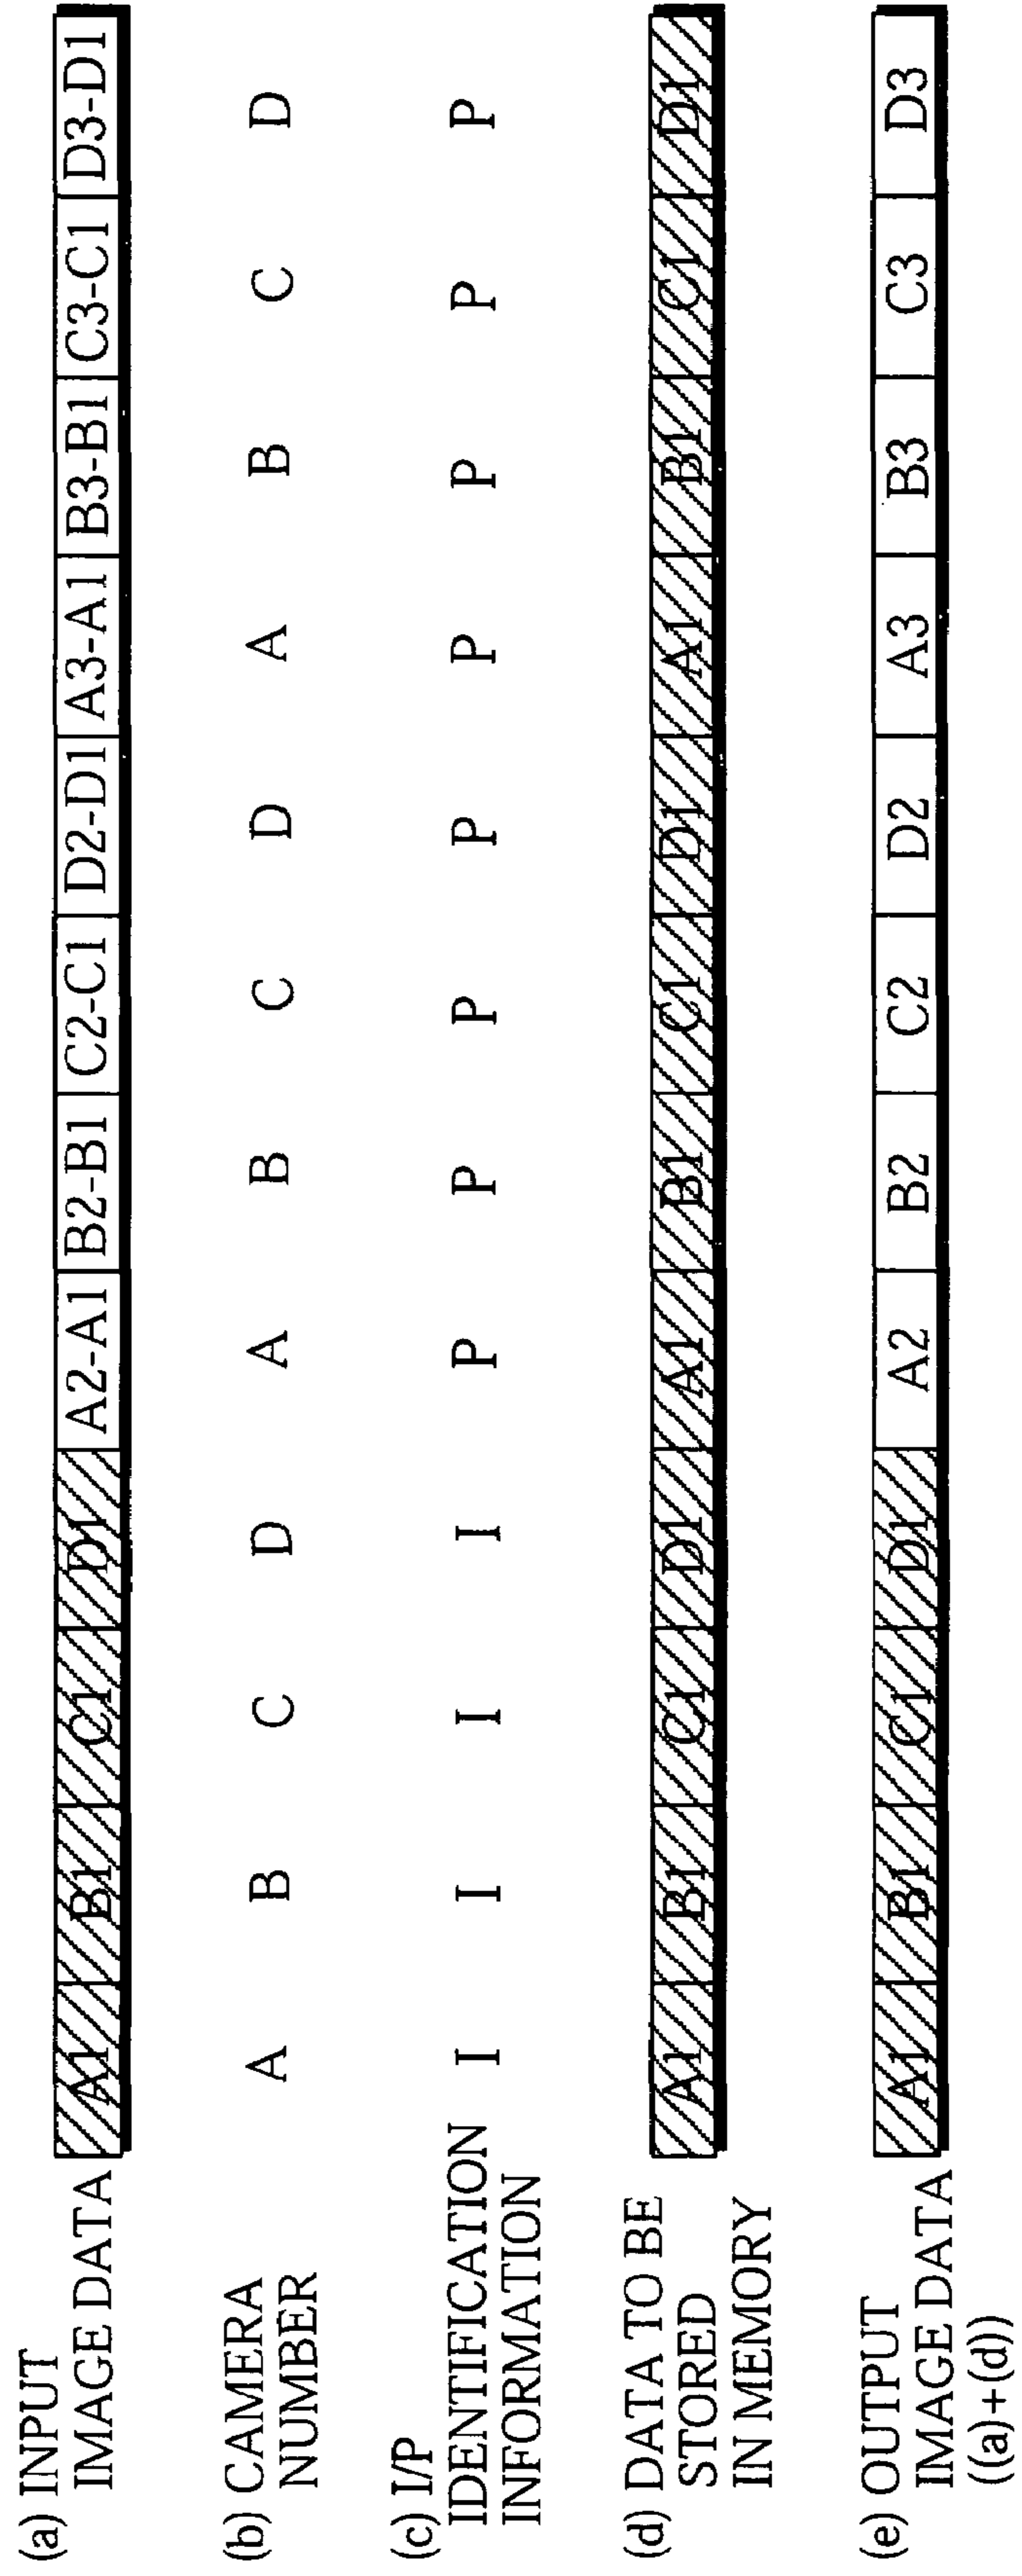 (a) INPUT
IMAGE DATA
A1 B1 C1 D1 A2-A1 B2-B1 C2-C1 D2-D1 A3-A1 B3-B1 C3-C1 D3-D1
(b) CAMERA
NUMBER
A B C D A B C D A B C D
(c) I/P
IDENTIFICATION
INFORMATION
I I I I P P P P P P P P
(d) DATA TO BE
STORED
IN MEMORY
A1 B1 C1 D1 A1 B1 C1 D1 A1 B1 C1 D1
(e) OUTPUT
IMAGE DATA
((a)+(d))
A1 B1 C1 D1 A2 B2 C2 D2 A3 B3 C3 D3